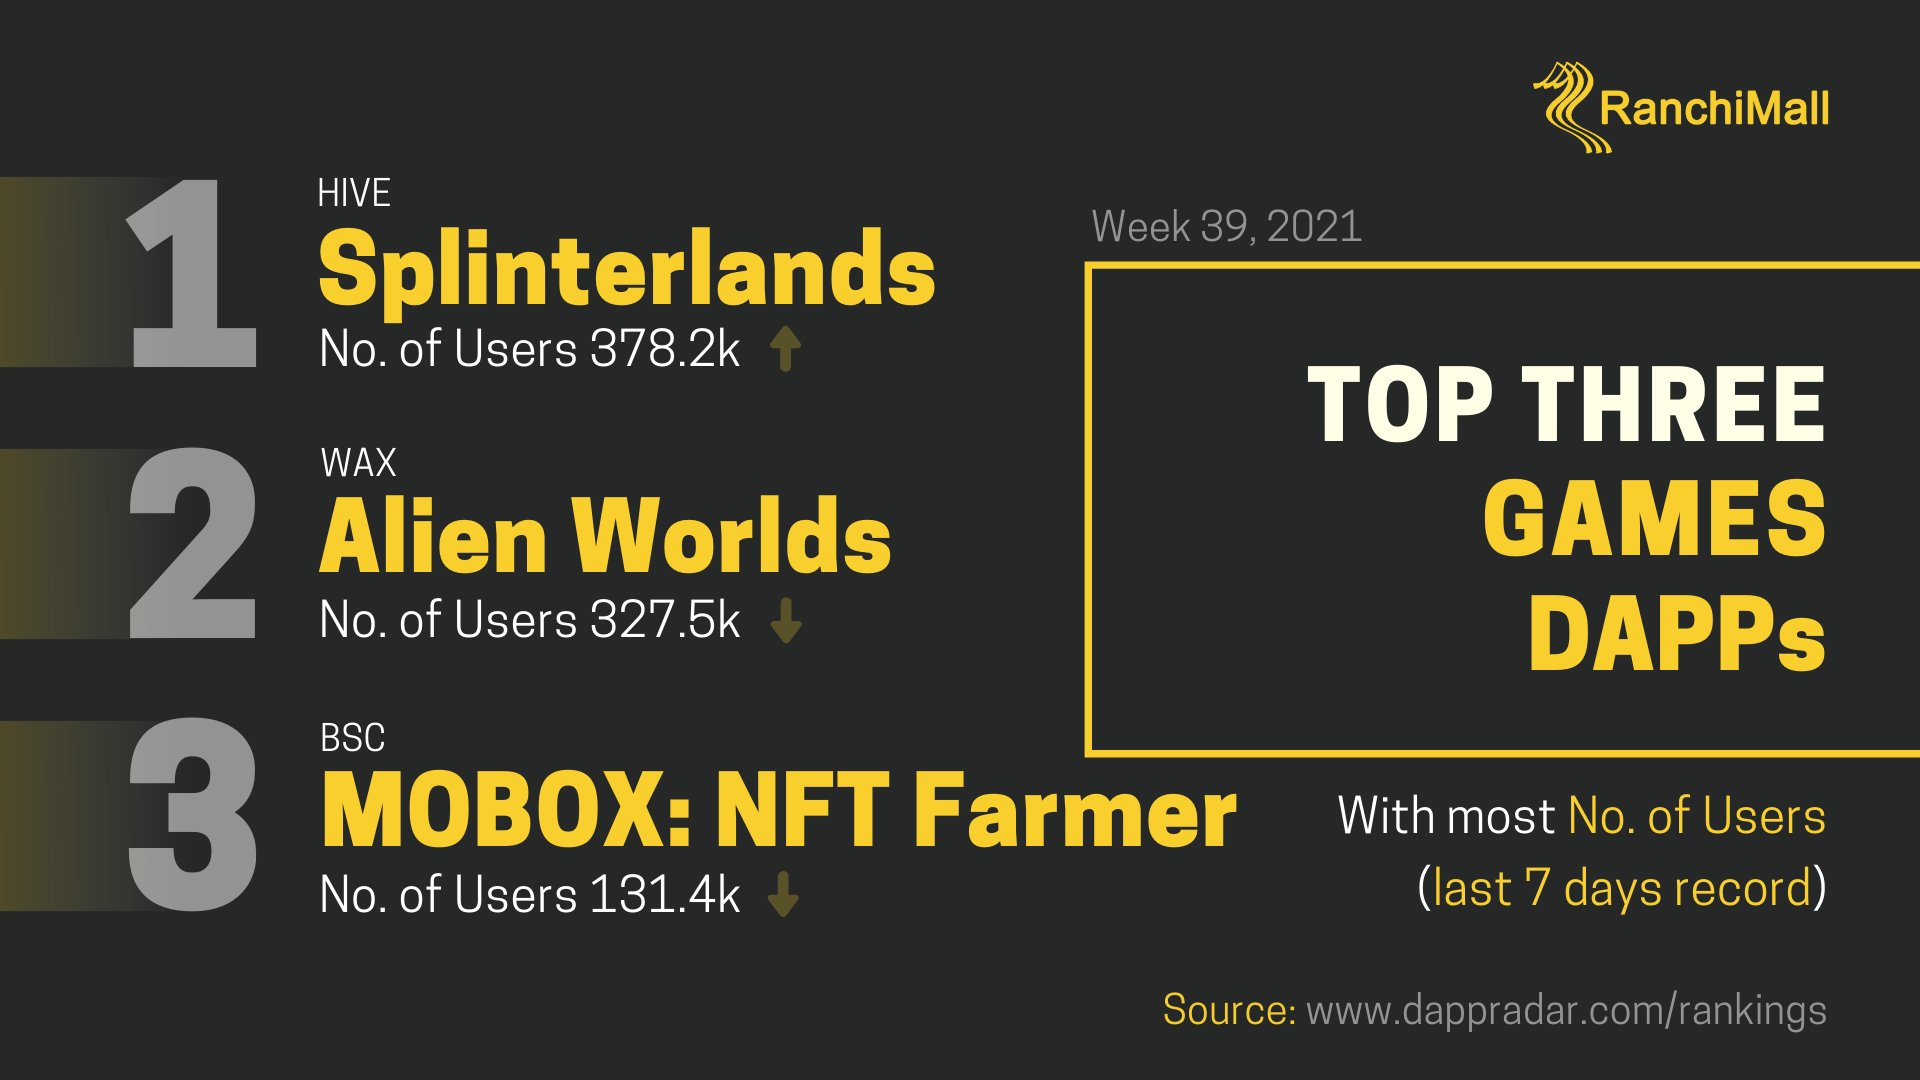 RanchiMall
1
HIVE
Splinterlands
No. of Users 378.2k
2
WAX
Alien Worlds
No. of Users 327.5k
3
BSC
MOBOX: NFT Farmer
No. of Users 131.4k
Week 39, 2021
TOP THREE
GAMES
DAPPs
With most No. of Users
(last 7 days record)
Source: www.dappradar.com/rankings